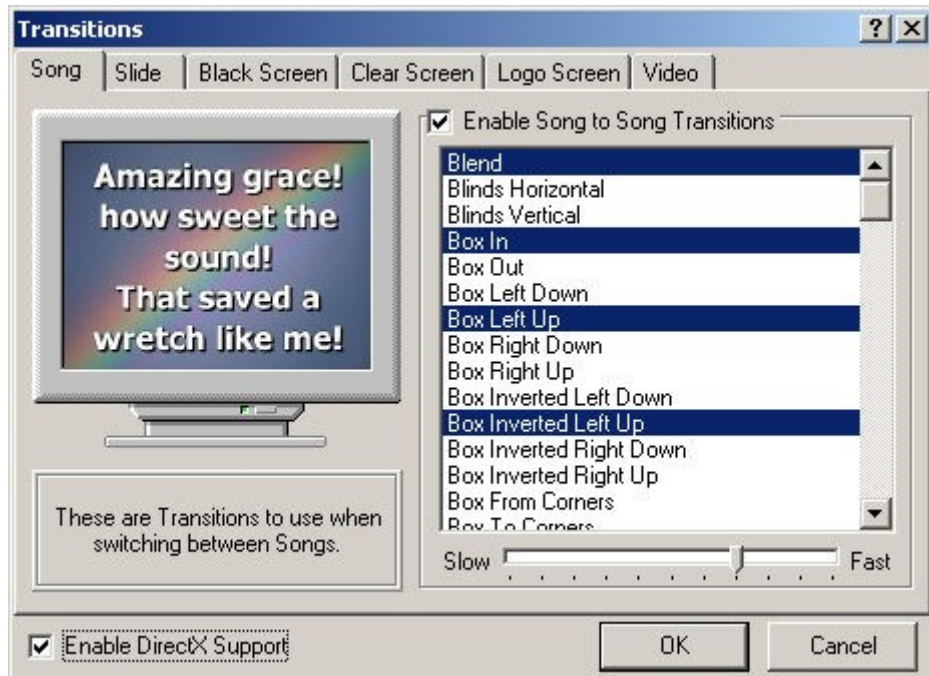 Transitions
Song Slide Black Screen Clear Screen Logo Screen Video
Amazing grace!
how sweet the
sound!
That saved a
wretch like me!
These are Transitions to use when
switching between Songs.
Enable Song to Song Transitions
Blend
Blinds Horizontal
Blinds Vertical
Box In
Box Out
Box Left Down
Box Left Up
Box Right Down
Box Right Up
Box Inverted Left Down
Box Inverted Left Up
Box Inverted Right Down
Box Inverted Right Up
Box From Corners
Box To Corners
Slow Fast
Enable DirectX Support
OK Cancel